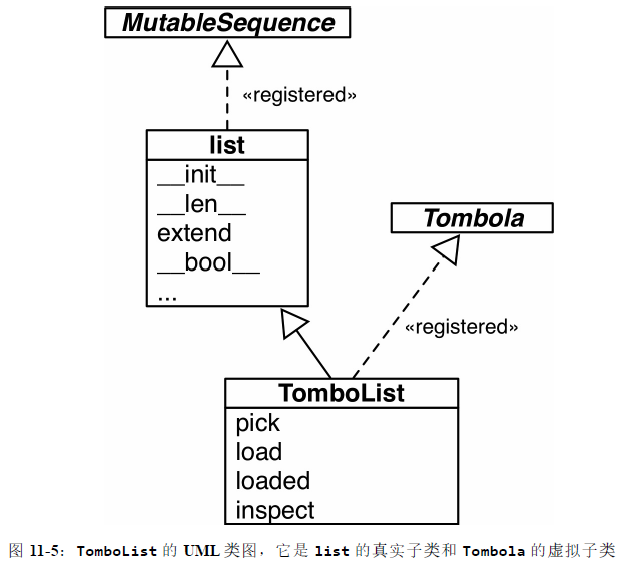 MutableSequence
«registered»
list
__init__
__len__
extend
__bool__
...
Tombola
«registered»
TomboList
pick
load
loaded
inspect
图 11-5：TomboList 的 UML 类图，它是 list 的真实子类和 Tombola 的虚拟子类